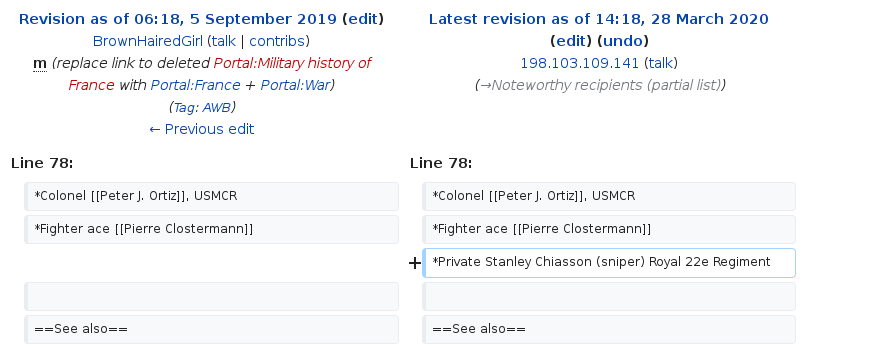 Revision as of 06:18, 5 September 2019 (edit)
BrownHairedGirl (talk | contribs)
m (replace link to deleted Portal:Military history of
France with Portal:France + Portal:War)
(Tag: AWB)
← Previous edit
Latest revision as of 14:18, 28 March 2020
(edit) (undo)
198.103.109.141 (talk)
(→Noteworthy recipients (partial list))
Line 78:
Line 78:
*Colonel [[Peter J. Ortiz]], USMCR
*Colonel [[Peter J. Ortiz]], USMCR
*Fighter ace [[Pierre Clostermann]]
*Fighter ace [[Pierre Clostermann]]
+ *Private Stanley Chiasson (sniper) Royal 22e Regiment
==See also==
==See also==